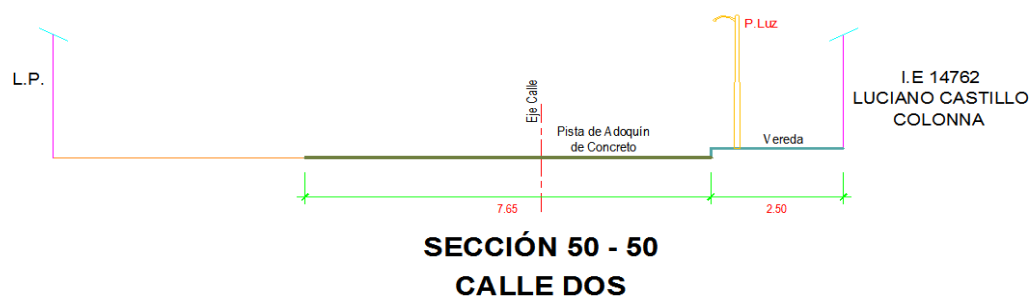 P.Luz
L.P.
I.E 14762
LUCIANO CASTILLO
COLONNA
Eje Calle
Pista de Adoquín
de Concreto
Vereda
7.65
2.50
SECCIÓN 50 - 50
CALLE DOS